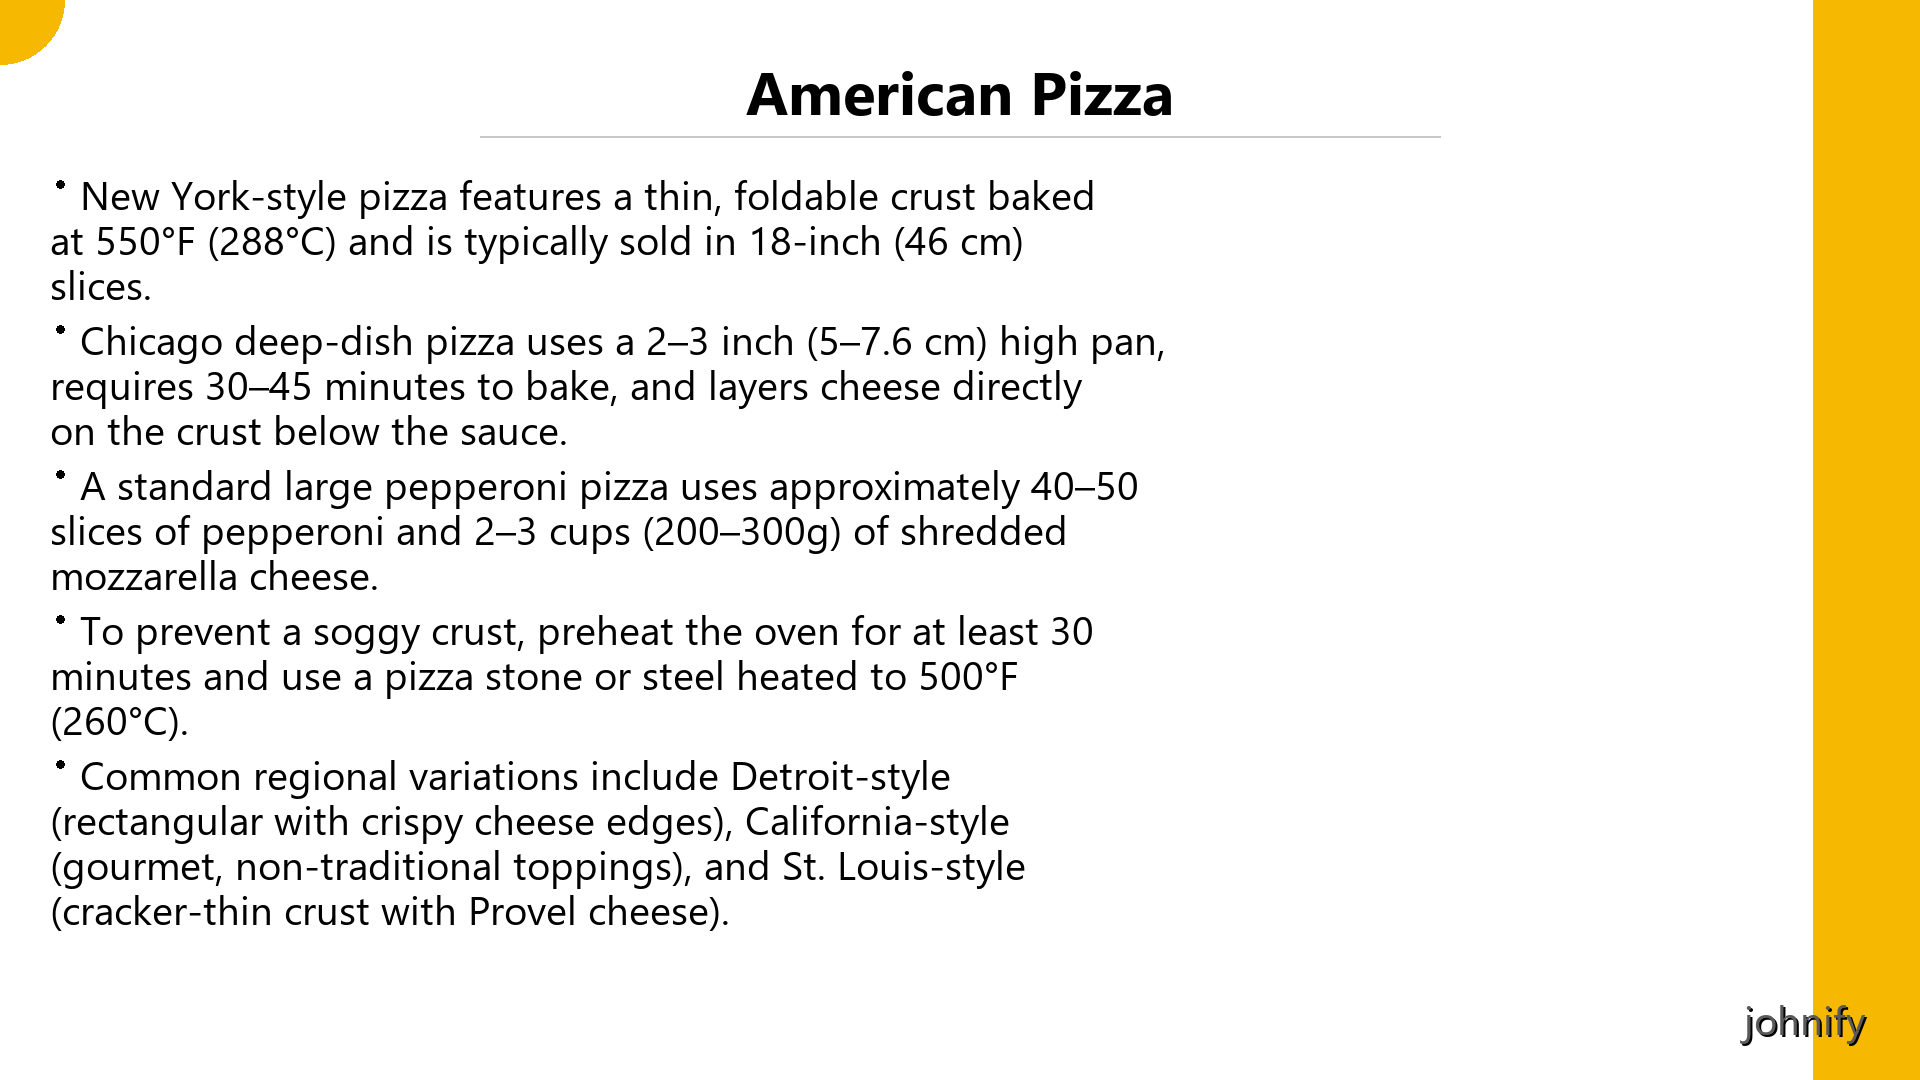 American Pizza
• New York-style pizza features a thin, foldable crust baked
at 550°F (288°C) and is typically sold in 18-inch (46 cm)
slices.
• Chicago deep-dish pizza uses a 2–3 inch (5–7.6 cm) high pan,
requires 30–45 minutes to bake, and layers cheese directly
on the crust below the sauce.
• A standard large pepperoni pizza uses approximately 40–50
slices of pepperoni and 2–3 cups (200–300g) of shredded
mozzarella cheese.
• To prevent a soggy crust, preheat the oven for at least 30
minutes and use a pizza stone or steel heated to 500°F
(260°C).
• Common regional variations include Detroit-style
(rectangular with crispy cheese edges), California-style
(gourmet, non-traditional toppings), and St. Louis-style
(cracker-thin crust with Provel cheese).
johnify